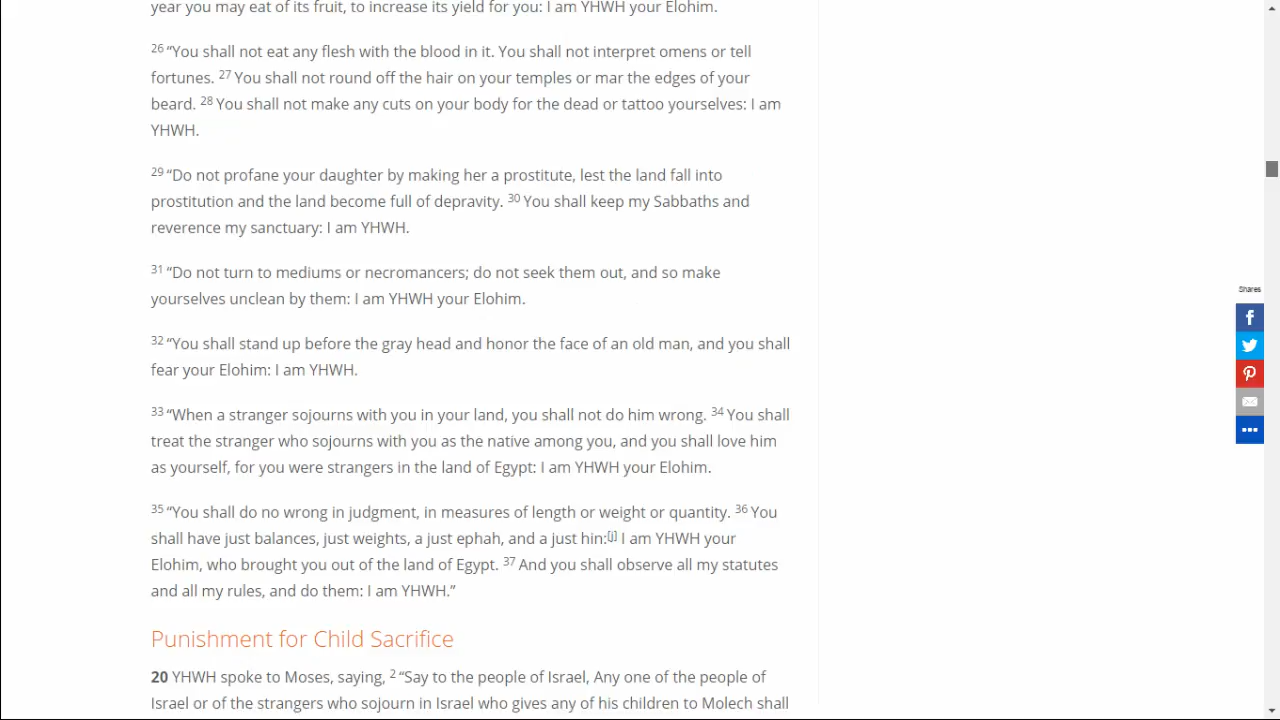 year you may eat of its fruit, to increase its yield for you: I am YHWH your Elohim.
26 “You shall not eat any flesh with the blood in it. You shall not interpret omens or tell
fortunes. 27 You shall not round off the hair on your temples or mar the edges of your
beard. 28 You shall not make any cuts on your body for the dead or tattoo yourselves: I am
YHWH.
29 “Do not profane your daughter by making her a prostitute, lest the land fall into
prostitution and the land become full of depravity. 30 You shall keep my Sabbaths and
reverence my sanctuary: I am YHWH.
31 “Do not turn to mediums or necromancers; do not seek them out, and so make
yourselves unclean by them: I am YHWH your Elohim.
32 “You shall stand up before the gray head and honor the face of an old man, and you shall
fear your Elohim: I am YHWH.
33 “When a stranger sojourns with you in your land, you shall not do him wrong. 34 You shall
treat the stranger who sojourns with you as the native among you, and you shall love him
as yourself, for you were strangers in the land of Egypt: I am YHWH your Elohim.
35 “You shall do no wrong in judgment, in measures of length or weight or quantity. 36 You
shall have just balances, just weights, a just ephah, and a just hin:[j] I am YHWH your
Elohim, who brought you out of the land of Egypt. 37 And you shall observe all my statutes
and all my rules, and do them: I am YHWH.”
Punishment for Child Sacrifice
20 YHWH spoke to Moses, saying, 2 “Say to the people of Israel, Any one of the people of
Israel or of the strangers who sojourn in Israel who gives any of his children to Molech shall
Shares